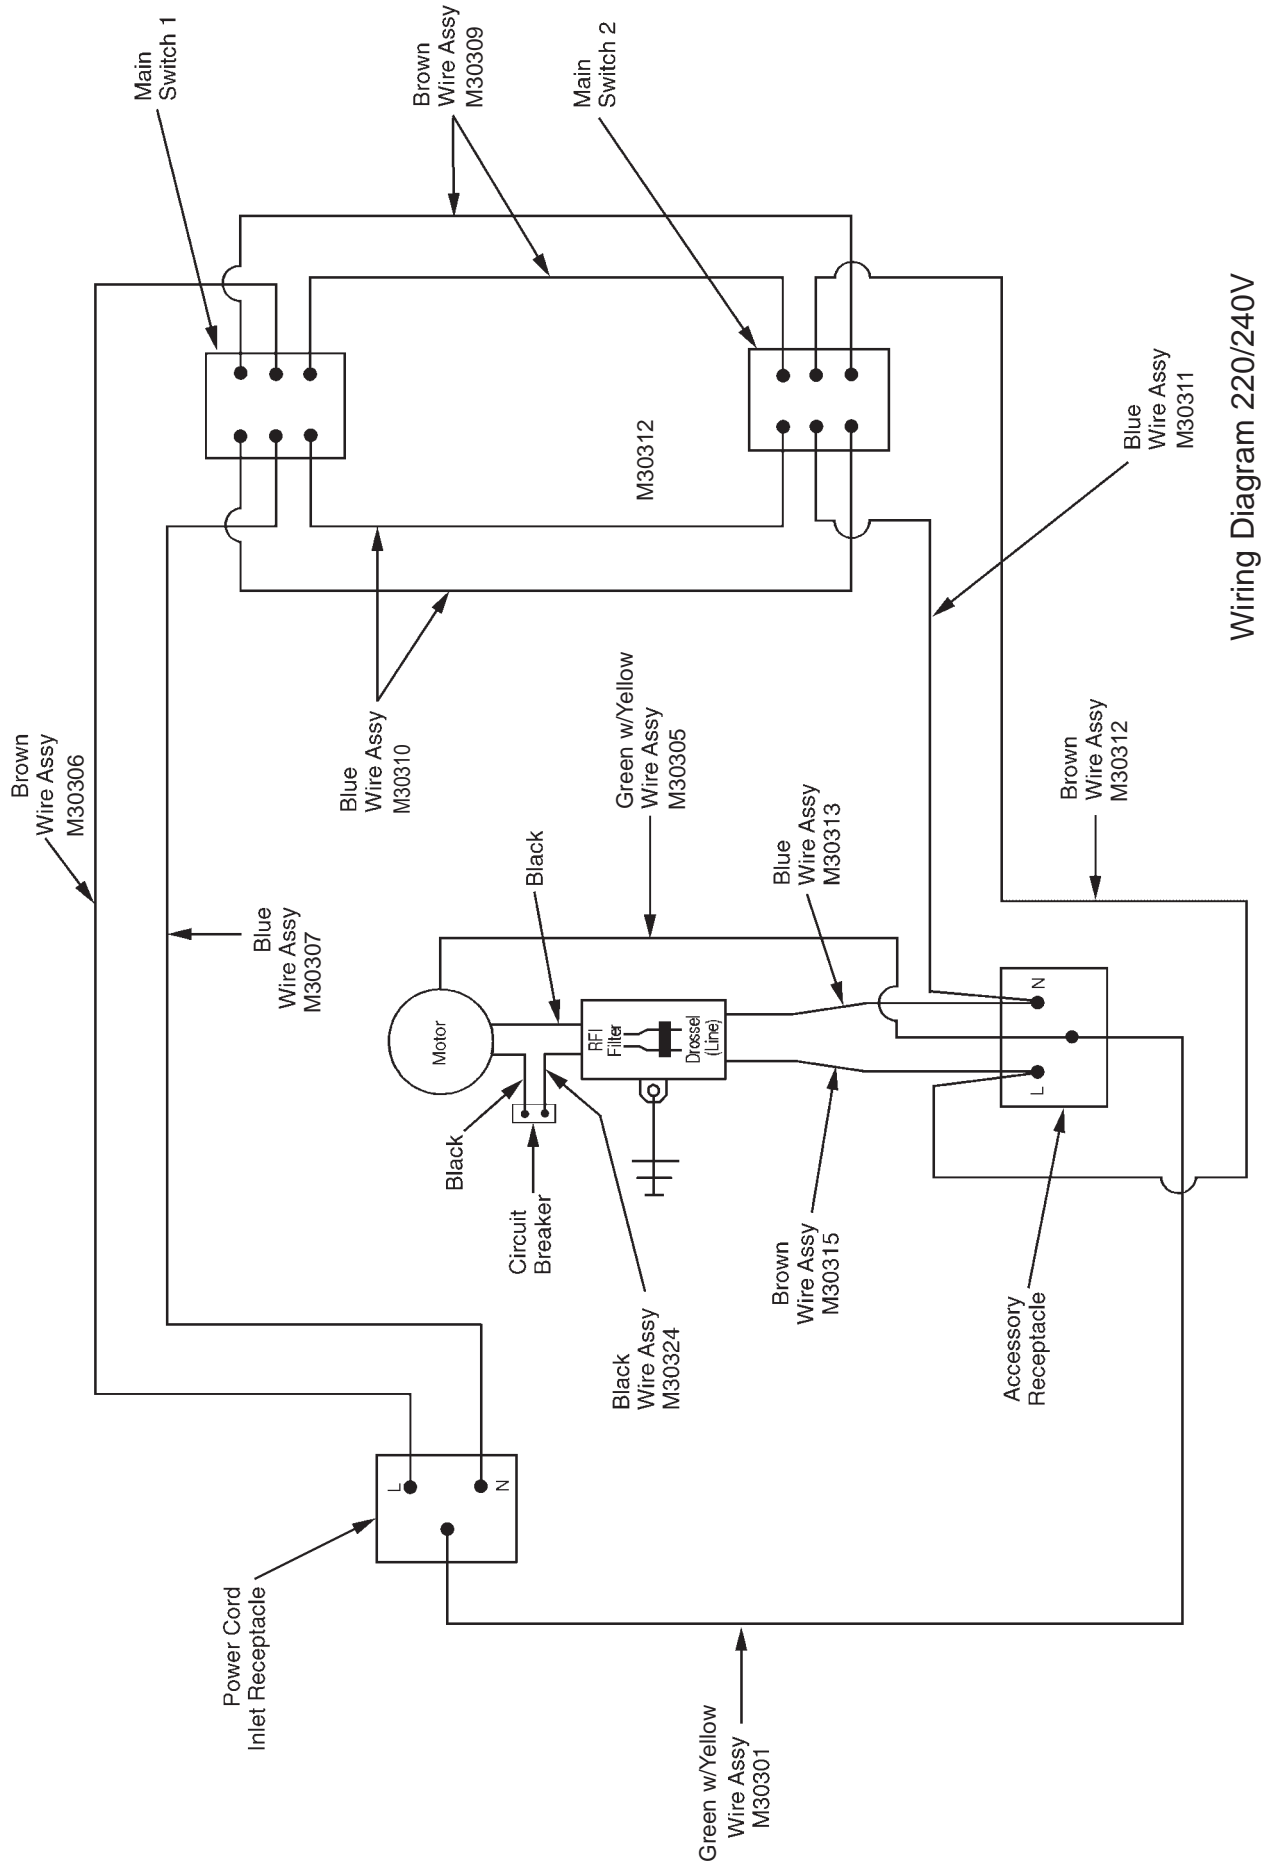 Power Cord
Inlet Receptacle
L
N
Green w/Yellow
Wire Assy
M30301
Brown
Wire Assy
M30306
Blue
Wire Assy
M30307
Main
Switch 1
Brown
Wire Assy
M30309
Main
Switch 2
Blue
Wire Assy
M30310
M30312
Motor
Black
Black
Circuit
Breaker
Black
Wire Assy
M30324
RFI
Filter
Drossel
(Line)
Green w/Yellow
Wire Assy
M30305
Blue
Wire Assy
M30313
Brown
Wire Assy
M30315
Accessory
Receptacle
L
N
Brown
Wire Assy
M30312
Blue
Wire Assy
M30311
Wiring Diagram 220/240V